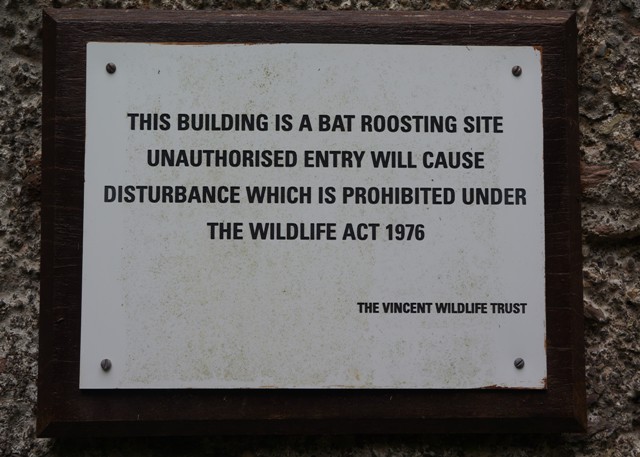 THIS BUILDING IS A BAT ROOSTING SITE
UNAUTHORISED ENTRY WILL CAUSE
DISTURBANCE WHICH IS PROHIBITED UNDER
THE WILDLIFE ACT 1976
THE VINCENT WILDLIFE TRUST